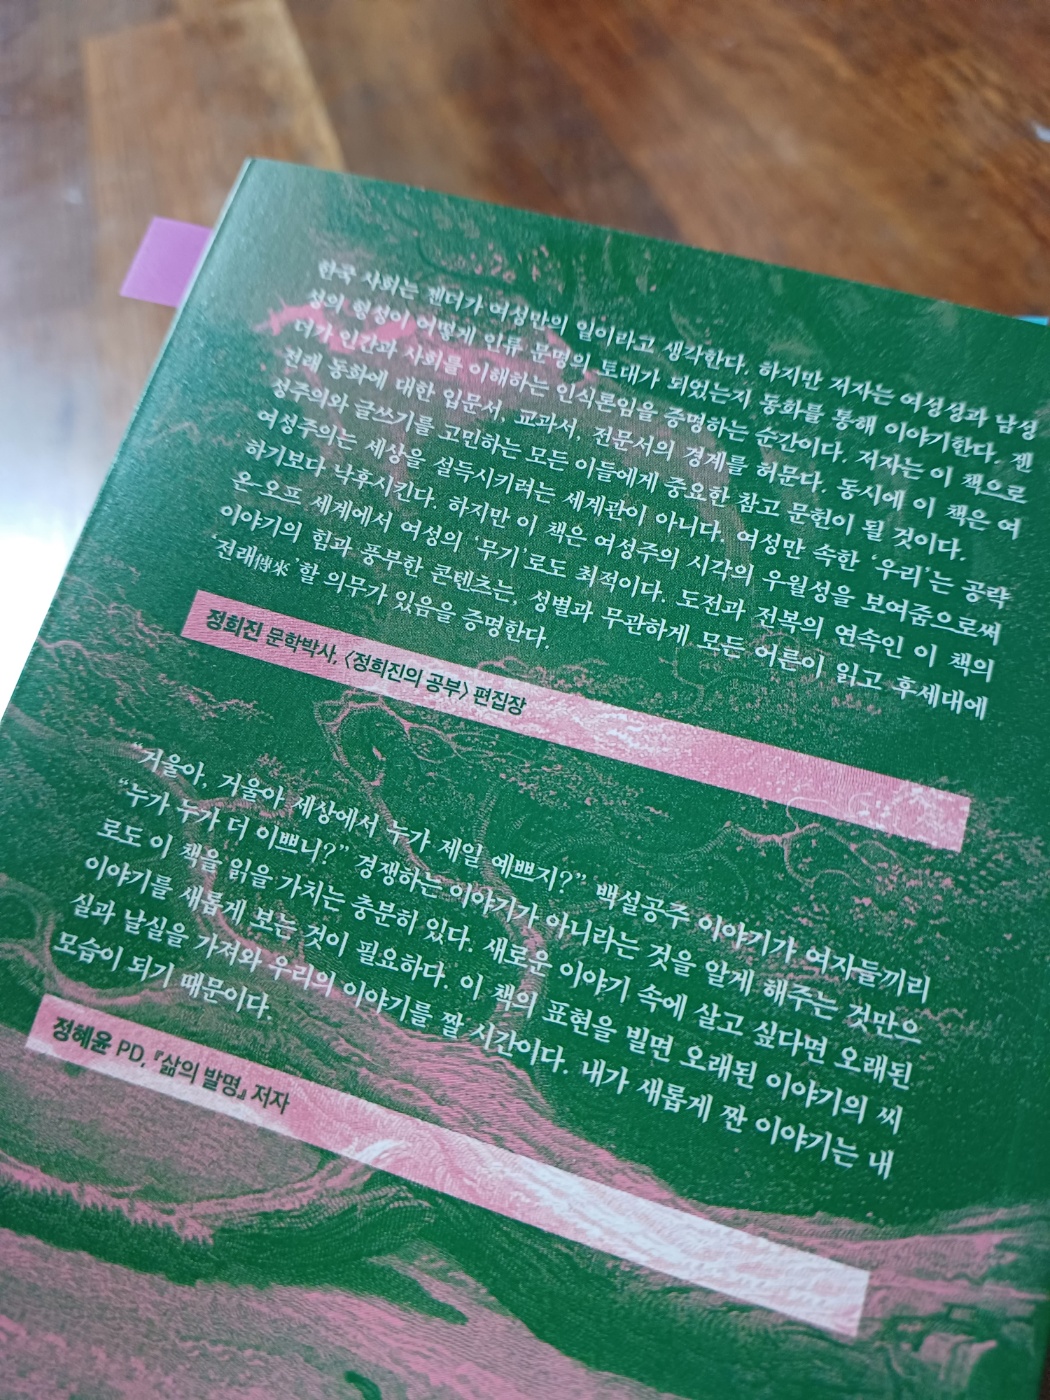 한국 사회는 젠더가 여성만의 일이라고 생각한다. 하지만 저자는 여성성과 남성
성의 형성이 어떻게 인류 문명의 토대가 되었는지 동화를 통해 이야기한다. 젠
더가 인간과 사회를 이해하는 인식론임을 증명하는 순간이다. 저자는 이 책으로
전래 동화에 대한 입문서, 교과서, 전문서의 경계를 허문다. 동시에 이 책은 여
성주의와 글쓰기를 고민하는 모든 이들에게 중요한 참고 문헌이 될 것이다.
여성주의는 세상을 설득시키려는 세계관이 아니다. 여성만 속한 ‘우리’는 공략
하기보다 낙후시킨다. 하지만 이 책은 여성주의 시각의 우월성을 보여줌으로써
온·오프 세계에서 여성의 ‘무기’로도 최적이다. 도전과 전복의 연속인 이 책의
이야기의 힘과 풍부한 콘텐츠는, 성별과 무관하게 모든 어른이 읽고 후세대에
‘전래傳來’할 의무가 있음을 증명한다.
정희진 문학박사, 〈정희진의 공부〉 편집장
“거울아, 거울아 세상에서 누가 제일 예쁘지?” 백설공주 이야기가 여자들끼리
“누가 누가 더 이쁘니?” 경쟁하는 이야기가 아니라는 것을 알게 해주는 것만으
로도 이 책을 읽을 가치는 충분히 있다. 새로운 이야기 속에 살고 싶다면 오래된
이야기를 새롭게 보는 것이 필요하다. 이 책의 표현을 빌면 오래된 이야기의 씨
실과 날실을 가져와 우리의 이야기를 짤 시간이다. 내가 새롭게 짠 이야기는 내
모습이 되기 때문이다.
정혜윤 PD, 『삶의 발명』 저자